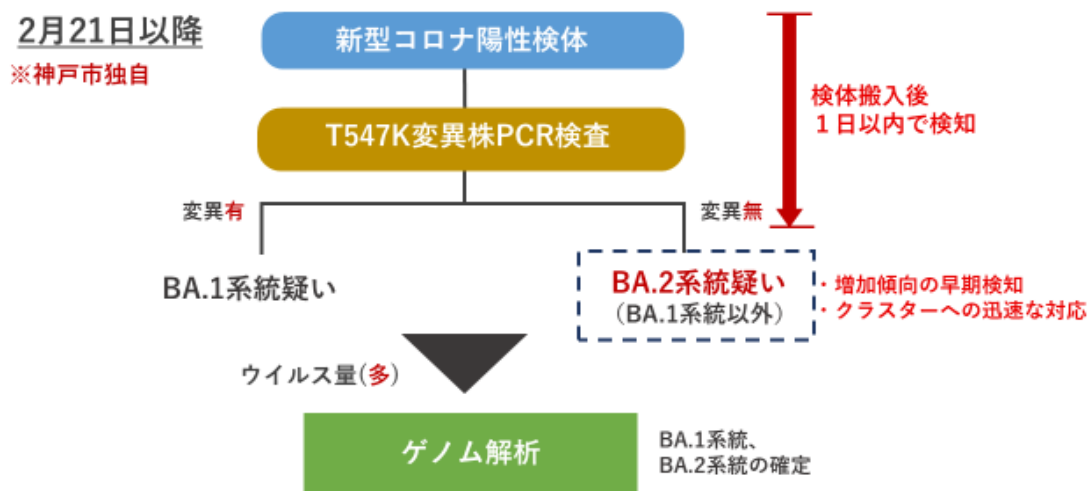 2月21日以降
※神戸市独自
新型コロナ陽性検体
T547K変異株PCR検査
検体搬入後
１日以内で検知
変異有
変異無
BA.1系統疑い
BA.2系統疑い
（BA.1系統以外）
・増加傾向の早期検知
・クラスターへの迅速な対応
ウイルス量(多)
ゲノム解析
BA.1系統、
BA.2系統の確定